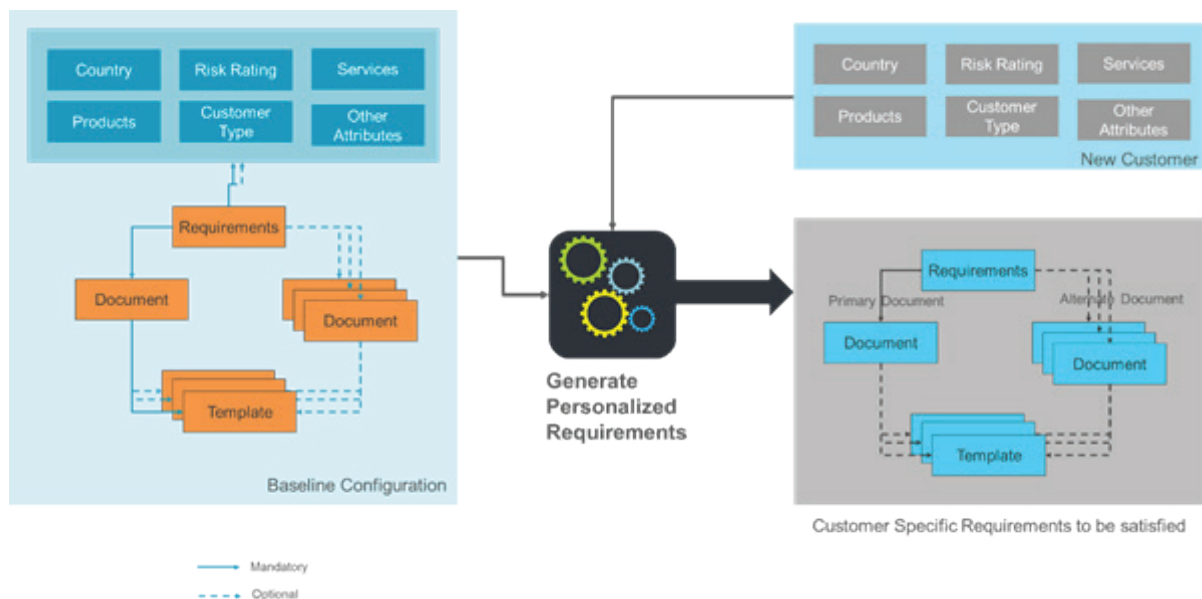 Country
Risk Rating
Services
Products
Customer
Type
Other
Attributes
Requirements
Document
Document
Template
Baseline Configuration
Generate
Personalized
Requirements
Country
Risk Rating
Services
Products
Customer
Type
Other
Attributes
New Customer
Requirements
Primary Document
Alternate Document
Document
Document
Template
Customer Specific Requirements to be satisfied
Mandatory
Optional